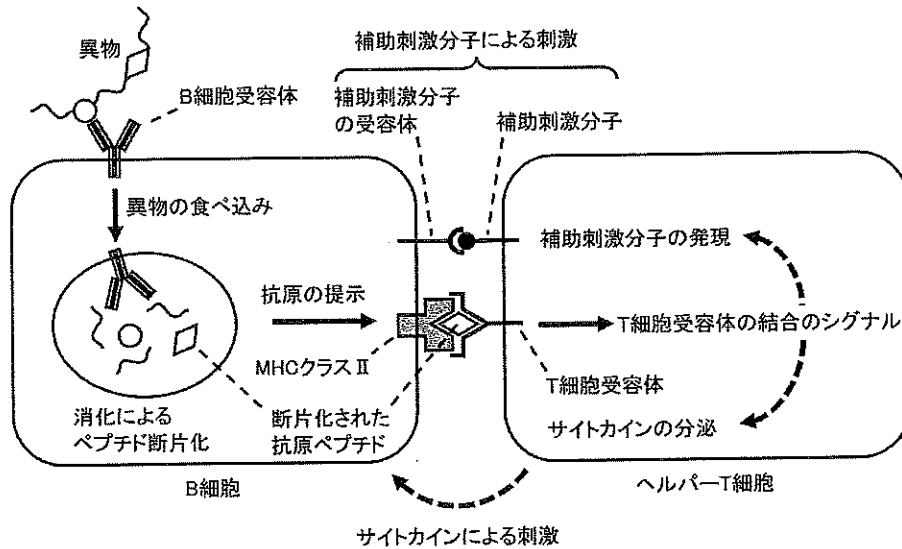 異物
B細胞受容体
補助刺激分子による刺激
補助刺激分子
の受容体
補助刺激分子
異物の食べ込み
補助刺激分子の発現
抗原の提示
T細胞受容体の結合のシグナル
MHCクラスⅡ
T細胞受容体
消化による
ペプチド断片化
断片化された
抗原ペプチド
サイトカインの分泌
B細胞
ヘルパーT細胞
サイトカインによる刺激